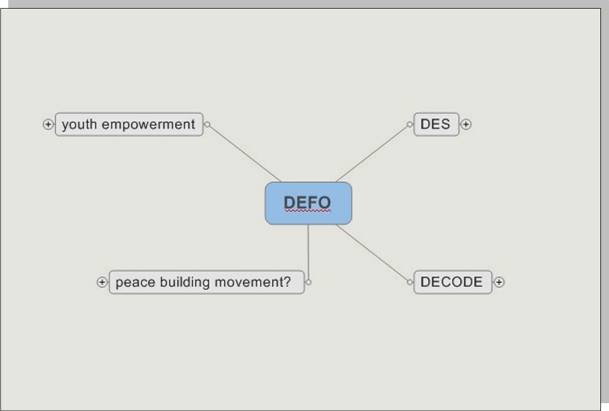 youth empowerment
DES
DEFO
peace building movement?
DECODE